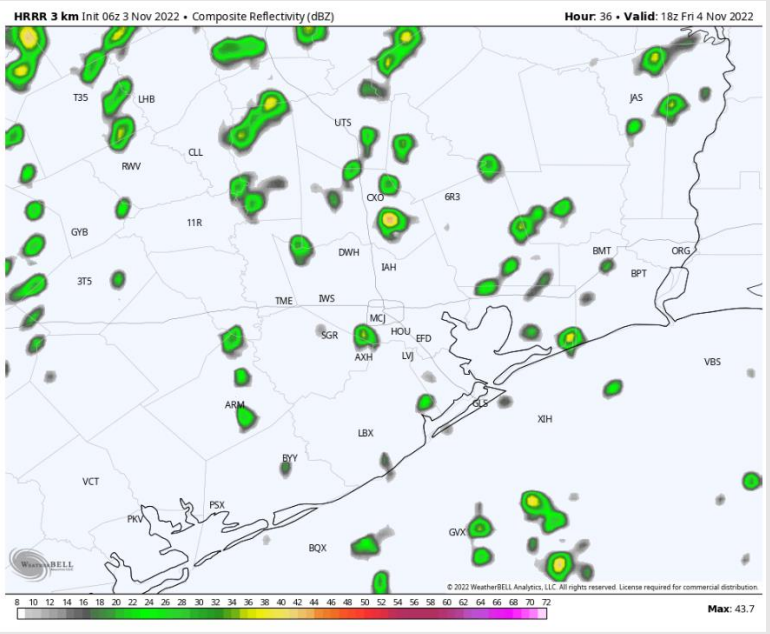 HRRR 3 km Init 06z 3 Nov 2022 • Composite Reflectivity (dBZ) Hour: 36 • Valid: 18z Fri 4 Nov 2022
T35 LHB JAS
UTS
CLL
RWV
OXO 6R3
11R
GYB
DWH BMT ORG
IAH BPT
3T5
TME IWS
MCJ
SGR HOU EFD
AXH LVJ VBS
ARM GLS
XIH
LBX
BYY
VCT
PSX
PKV GVX
BQX
WeatherBELL
© 2022 WeatherBELL Analytics, LLC. All rights reserved. License required for commercial distribution.
8 10 12 14 16 18 20 22 24 26 28 30 32 34 36 38 40 42 44 46 48 50 52 54 56 58 60 62 64 66 68 70 72 Max: 43.7